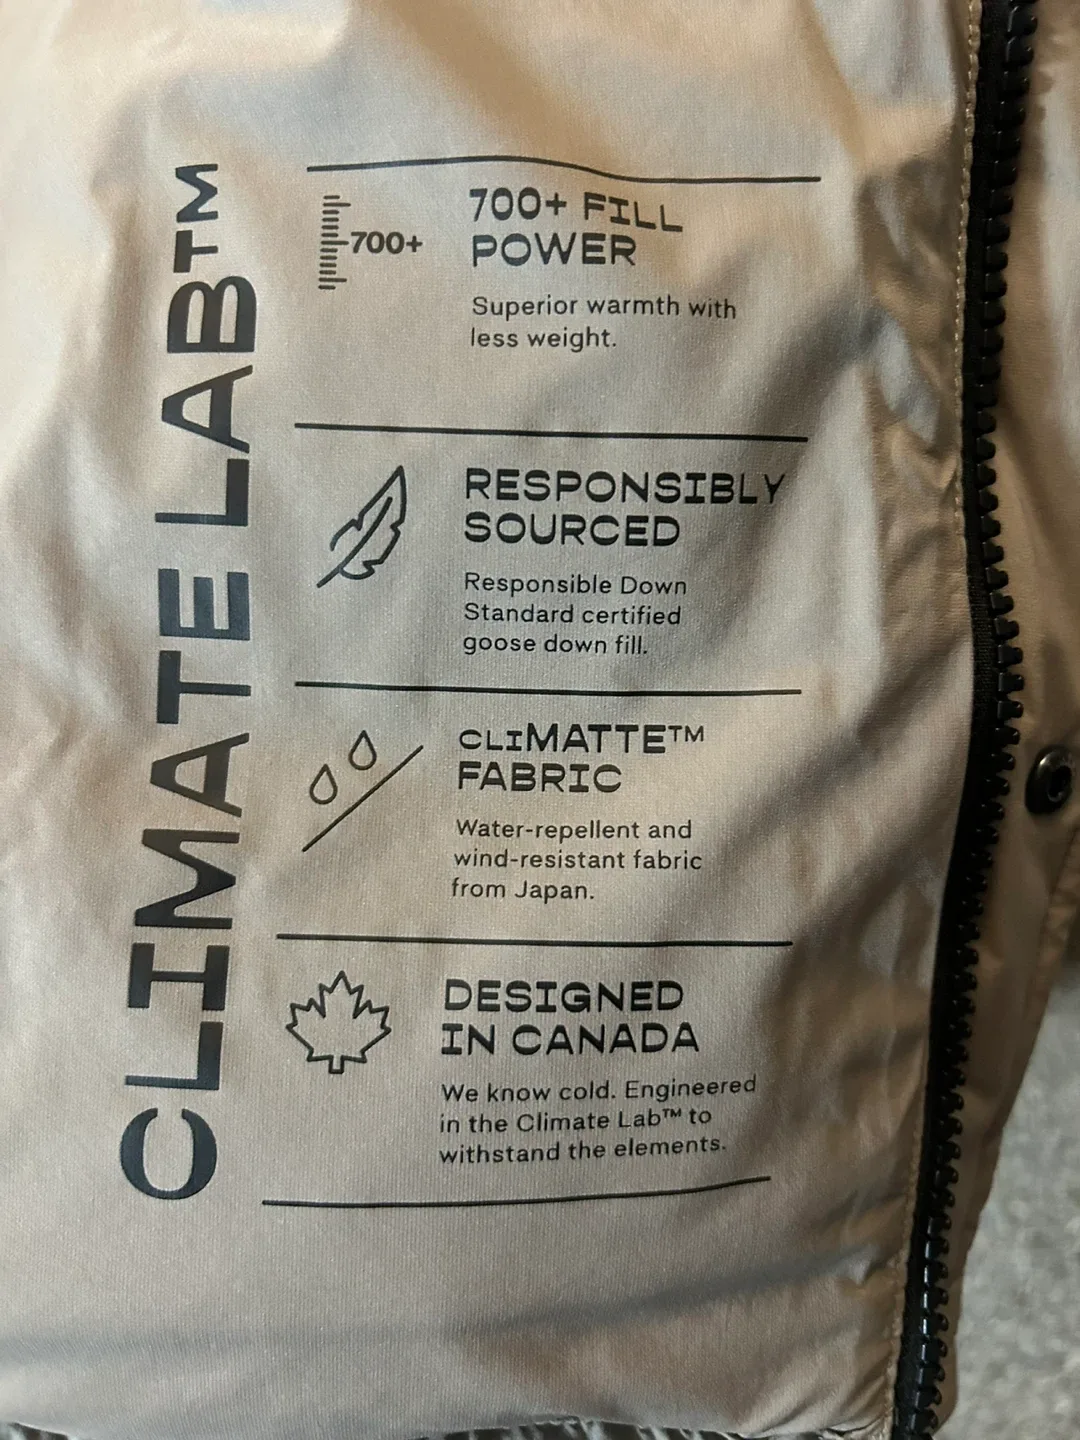 CLIMATE LAB™
700+
700+ FILL
POWER
Superior warmth with
less weight.
RESPONSIBLY
SOURCED
Responsible Down
Standard certified
goose down fill.
CLIMATTE™
FABRIC
Water-repellent and
wind-resistant fabric
from Japan.
DESIGNED
IN CANADA
We know cold. Engineered
in the Climate Lab™ to
withstand the elements.